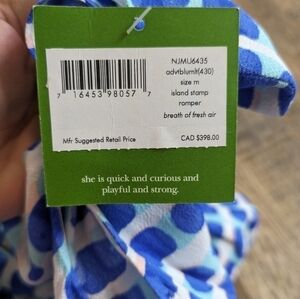 NJMU6435
advtblumlt(430)
size m
island stamp
romper
breath of fresh air
7 16453 98057 7
Mfr Suggested Retail Price CAD $398.00
she is quick and curious and
playful and strong.